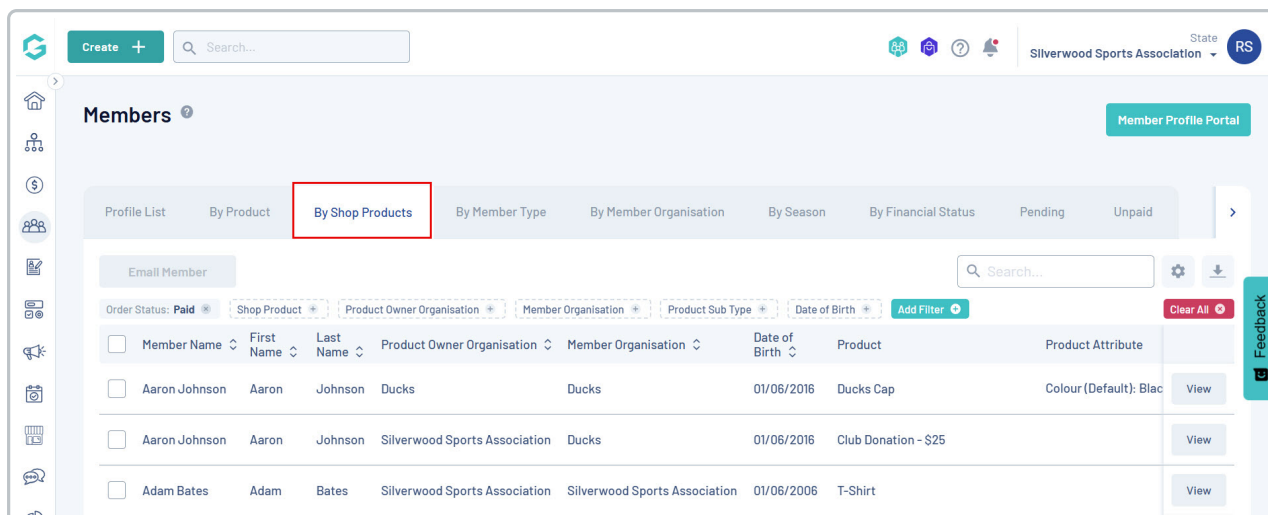 Create +
Search...
State
Silverwood Sports Association
RS
Members
Member Profile Portal
Profile List By Product By Shop Products By Member Type By Member Organisation By Season By Financial Status Pending Unpaid
Email Member
Search...
Order Status: Paid Shop Product Product Owner Organisation Member Organisation Product Sub Type Date of Birth Add Filter Clear All
Member Name First Name Last Name Product Owner Organisation Member Organisation Date of Birth Product Product Attribute
Aaron Johnson Aaron Johnson Ducks Ducks 01/06/2016 Ducks Cap Colour (Default): Blac View
Aaron Johnson Aaron Johnson Silverwood Sports Association Ducks 01/06/2016 Club Donation - $25 View
Adam Bates Adam Bates Silverwood Sports Association Silverwood Sports Association 01/06/2006 T-Shirt View
Feedback